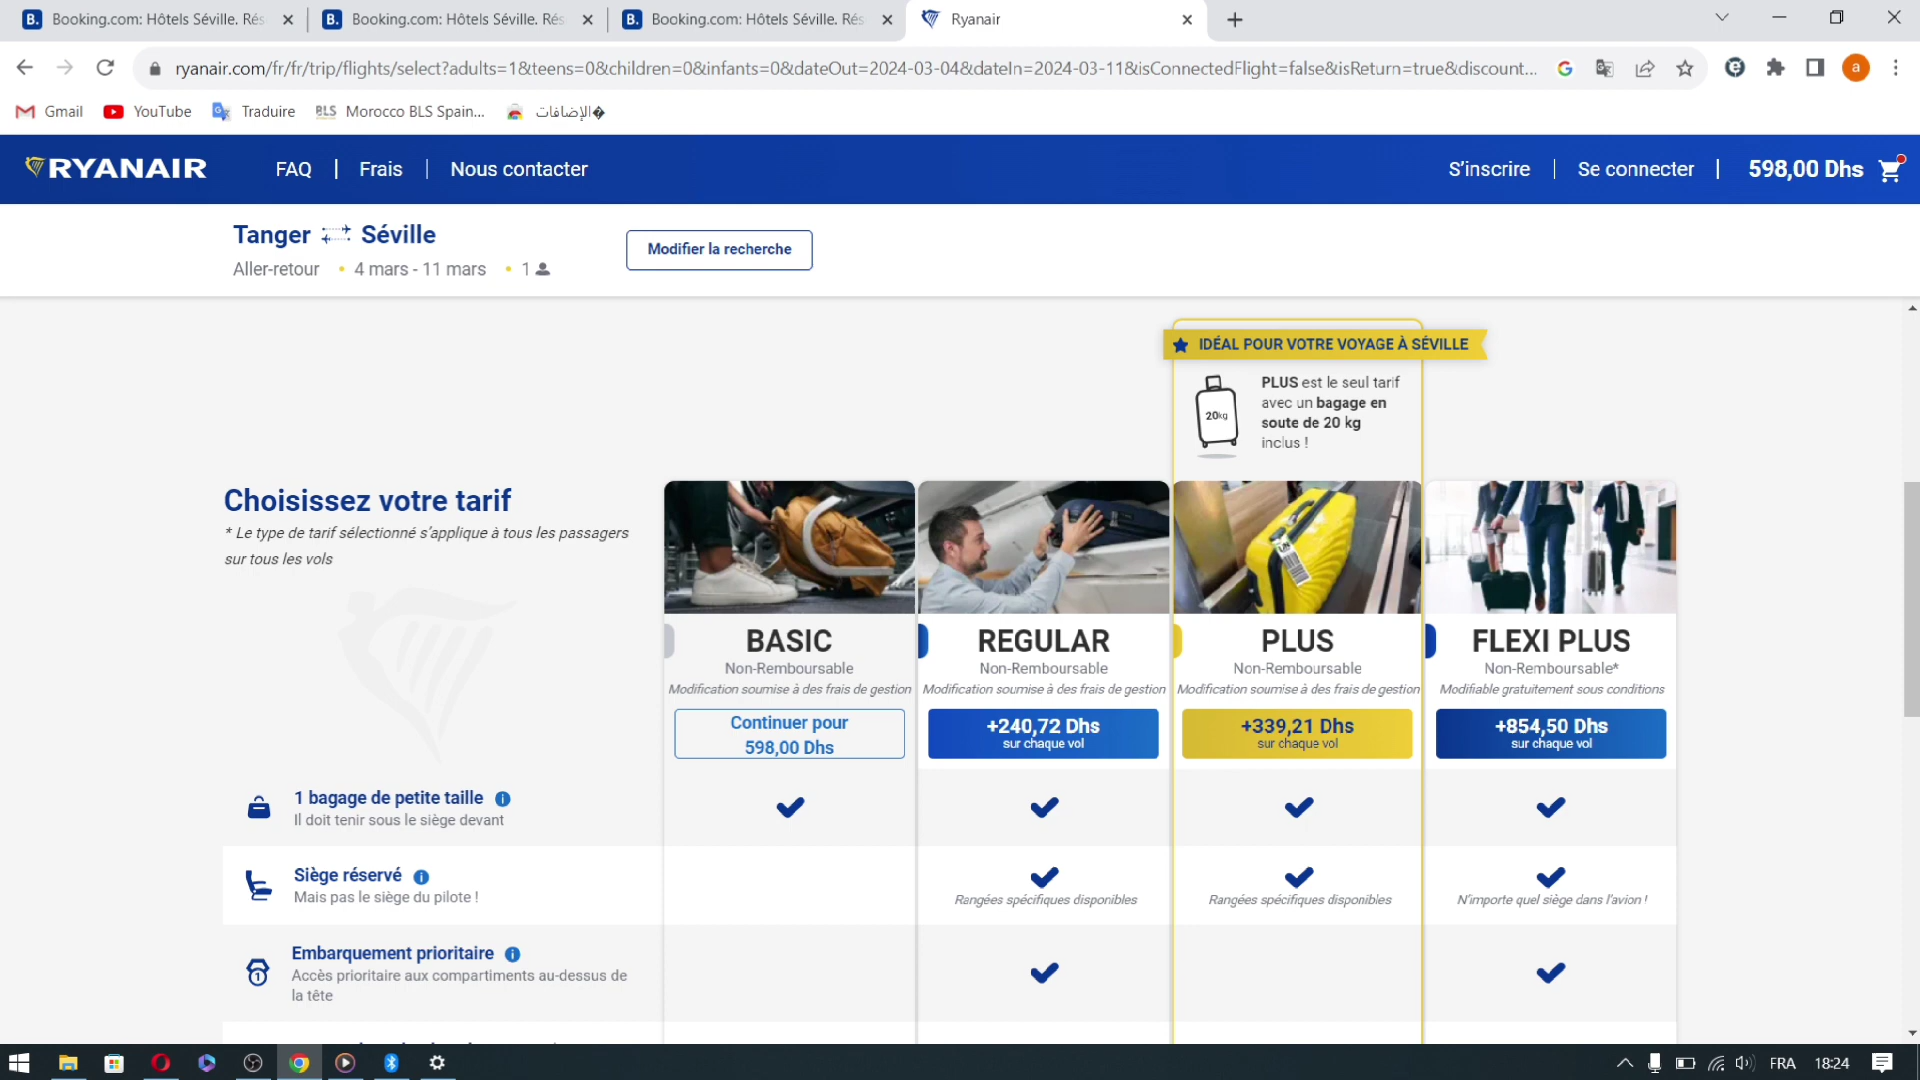 Booking.com: Hôtels Séville. Rés
Booking.com: Hôtels Séville. Rés
Booking.com: Hôtels Séville. Rés
Ryanair
ryanair.com/fr/fr/trip/flights/select?adults=1&teens=0&children=0&infants=0&dateOut=2024-03-04&dateIn=2024-03-11&isConnectedFlight=false&isReturn=true&discount...
Gmail
YouTube
Traduire
BLS Morocco BLS Spain...
الإضافات�
RYANAIR
FAQ
Frais
Nous contacter
S'inscrire
Se connecter
598,00 Dhs
Tanger Séville
Aller-retour • 4 mars - 11 mars • 1
Modifier la recherche
IDÉAL POUR VOTRE VOYAGE À SÉVILLE
20kg
PLUS est le seul tarif
avec un bagage en
soute de 20 kg
inclus !
Choisissez votre tarif
* Le type de tarif sélectionné s'applique à tous les passagers
sur tous les vols
BASIC
Non-Remboursable
Modification soumise à des frais de gestion
Continuer pour
598,00 Dhs
REGULAR
Non-Remboursable
Modification soumise à des frais de gestion
+240,72 Dhs
sur chaque vol
PLUS
Non-Remboursable
Modification soumise à des frais de gestion
+339,21 Dhs
sur chaque vol
FLEXI PLUS
Non-Remboursable*
Modifiable gratuitement sous conditions
+854,50 Dhs
sur chaque vol
1 bagage de petite taille
Il doit tenir sous le siège devant
Siège réservé
Mais pas le siège du pilote !
Rangées spécifiques disponibles
Rangées spécifiques disponibles
N'importe quel siège dans l'avion !
Embarquement prioritaire
Accès prioritaire aux compartiments au-dessus de
la tête
FRA
18:24